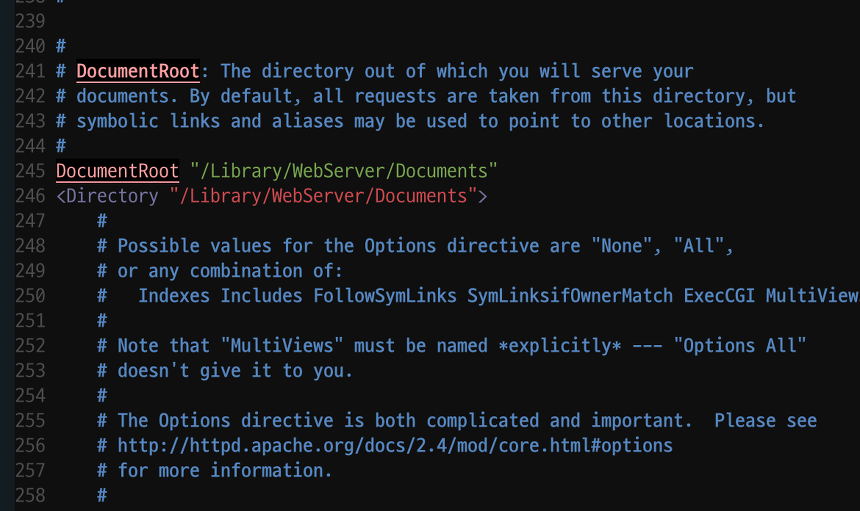 239
240 #
241 # DocumentRoot: The directory out of which you will serve your
242 # documents. By default, all requests are taken from this directory, but
243 # symbolic links and aliases may be used to point to other locations.
244 #
245 DocumentRoot "/Library/WebServer/Documents"
246 <Directory "/Library/WebServer/Documents">
247     #
248     # Possible values for the Options directive are "None", "All",
249     # or any combination of:
250     #   Indexes Includes FollowSymLinks SymLinksifOwnerMatch ExecCGI MultiView
251     #
252     # Note that "MultiViews" must be named *explicitly* --- "Options All"
253     # doesn't give it to you.
254     #
255     # The Options directive is both complicated and important.  Please see
256     # http://httpd.apache.org/docs/2.4/mod/core.html#options
257     # for more information.
258     #